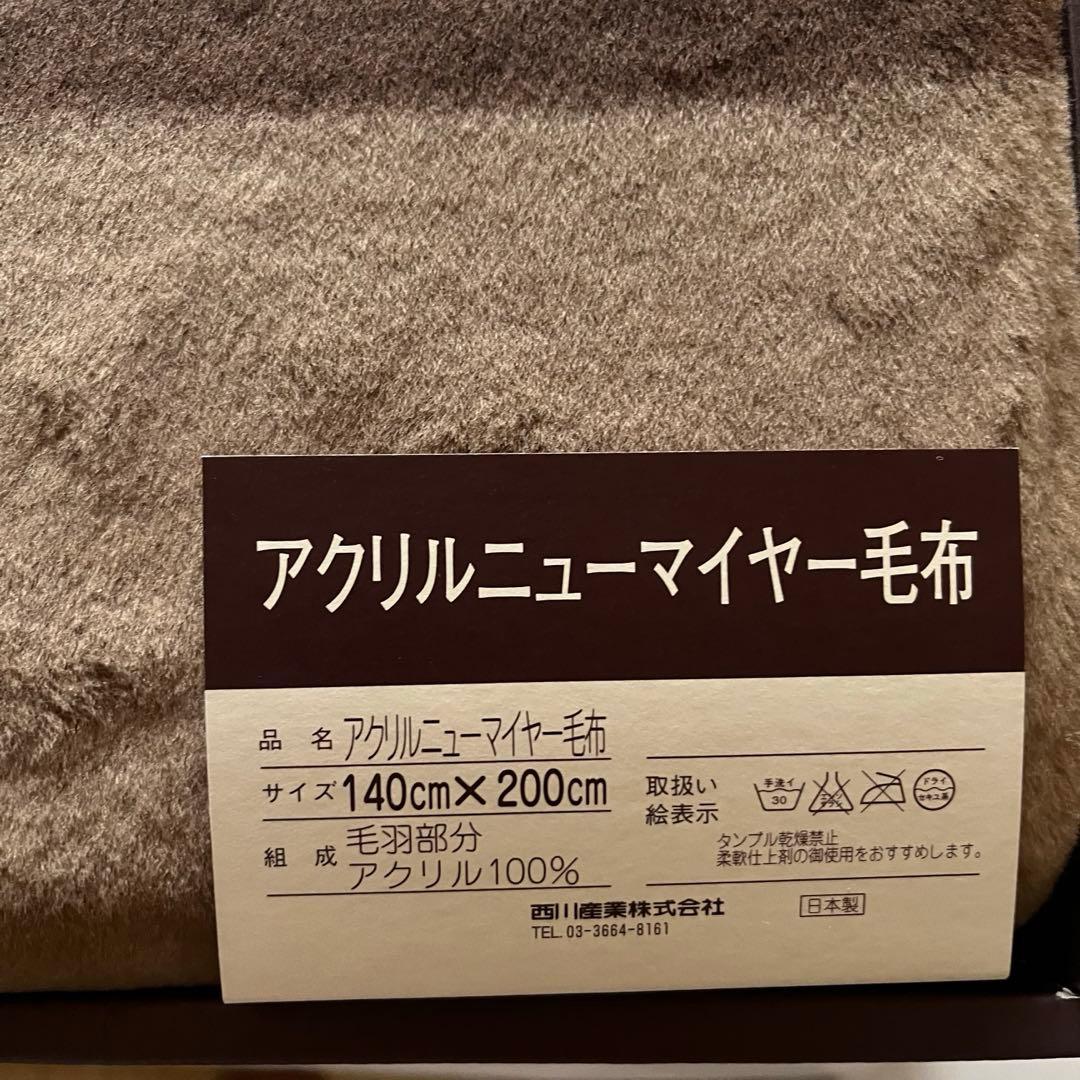 アクリルニューマイヤー毛布
品名 アクリルニューマイヤー毛布
サイズ 140cm×200cm
組成 毛羽部分
アクリル100%
取扱い
絵表示
手洗イ
30
ドライ
セキユ系
タンブル乾燥禁止
柔軟仕上剤の御使用をおすすめします。
西川産業株式会社
日本製
TEL. 03-3664-8161